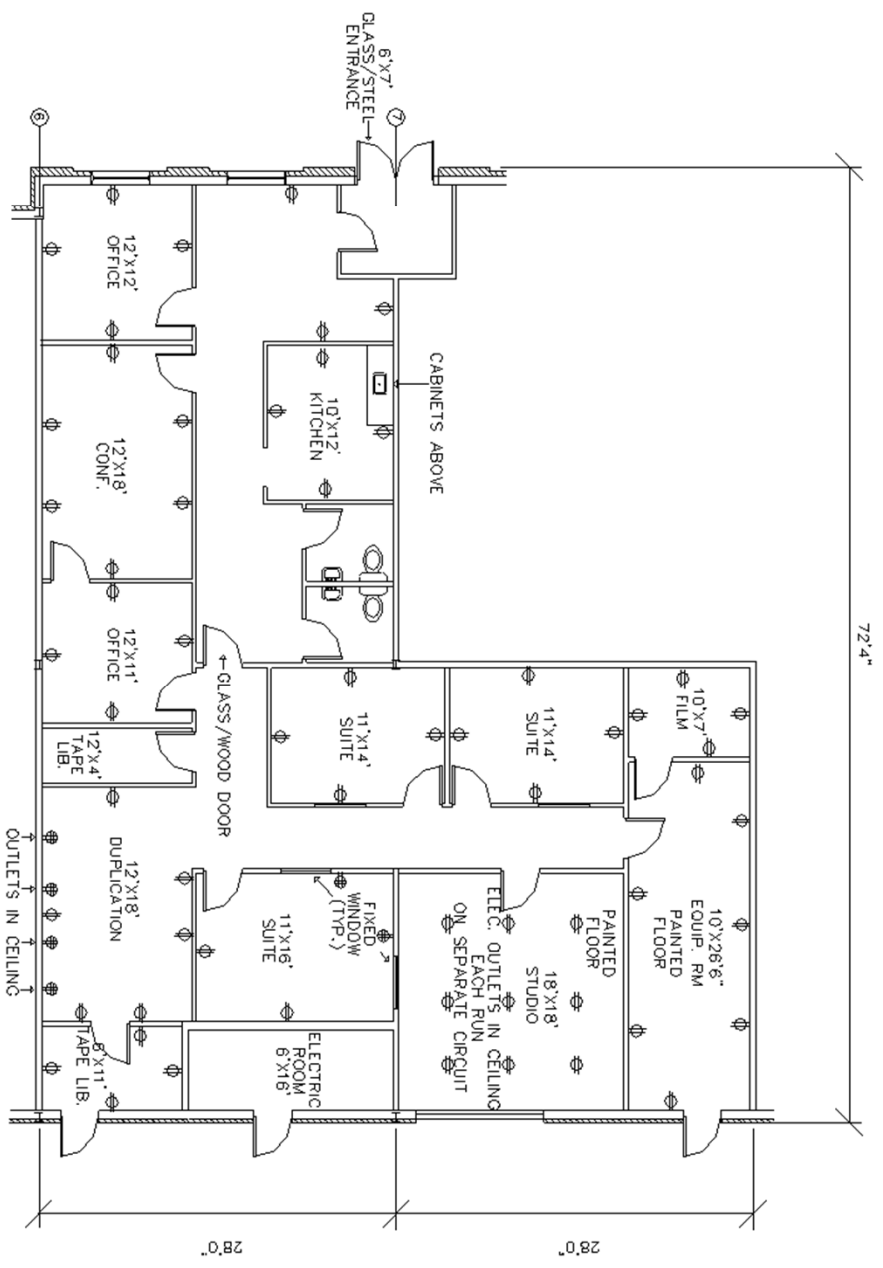 6'X7'
GLASS/STEEL
ENTRANCE
7
6
72'4"
CABINETS ABOVE
12'X12'
OFFICE
10'X12'
KITCHEN
12'X18'
CONF.
12'X11'
OFFICE
GLASS/WOOD DOOR
11'X14'
SUITE
11'X14'
SUITE
10'X7'
FILM
12'X4'
TAPE
LIB.
OUTLETS IN CEILING
12'X18'
DUPLICATION
FIXED
WINDOW
(TYP.)
11'X16'
SUITE
PAINTED
FLOOR
18'X18'
STUDIO
ELEC. OUTLETS IN CEILING
EACH RUN
ON SEPARATE CIRCUIT
10'X26'6"
EQUIP. RM
PAINTED
FLOOR
6'X11'
TAPE LIB.
ELECTRIC
ROOM
6'X16'
28'0"
28'0"